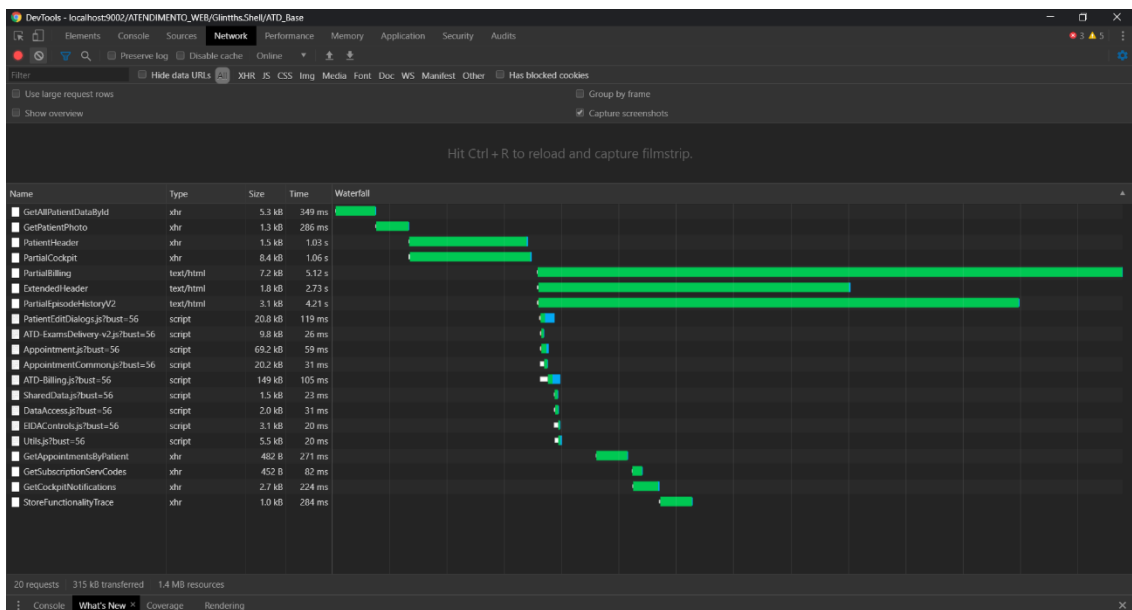 DevTools - localhost:9002/ATENDIMENTO_WEB/Glintths.Shell/ATD_Base
Elements Console Sources Network Performance Memory Application Security Audits 3 5
Preserve log Disable cache Online
Filter Hide data URLs All XHR JS CSS Img Media Font Doc WS Manifest Other Has blocked cookies
Use large request rows Group by frame
Show overview Capture screenshots
Hit Ctrl + R to reload and capture filmstrip.
Name Type Size Time Waterfall
GetAllPatientDataById xhr 5.3 kB 349 ms
GetPatientPhoto xhr 1.3 kB 286 ms
PatientHeader xhr 1.5 kB 1.03 s
PartialCockpit xhr 8.4 kB 1.06 s
PartialBilling text/html 7.2 kB 5.12 s
ExtendedHeader text/html 1.8 kB 2.73 s
PartialEpisodeHistoryV2 text/html 3.1 kB 4.21 s
PatientEditDialogs.js?bust=56 script 20.8 kB 119 ms
ATD-ExamsDelivery-v2.js?bust=56 script 9.8 kB 26 ms
Appointment.js?bust=56 script 69.2 kB 59 ms
AppointmentCommon.js?bust=56 script 20.2 kB 31 ms
ATD-Billing.js?bust=56 script 149 kB 105 ms
SharedData.js?bust=56 script 1.5 kB 23 ms
DataAccess.js?bust=56 script 2.0 kB 31 ms
EIDAControls.js?bust=56 script 3.1 kB 20 ms
Utils.js?bust=56 script 5.5 kB 20 ms
GetAppointmentsByPatient xhr 482 B 271 ms
GetSubscriptionServCodes xhr 452 B 82 ms
GetCockpitNotifications xhr 2.7 kB 224 ms
StoreFunctionalityTrace xhr 1.0 kB 284 ms
20 requests 315 kB transferred 1.4 MB resources
Console What's New × Coverage Rendering